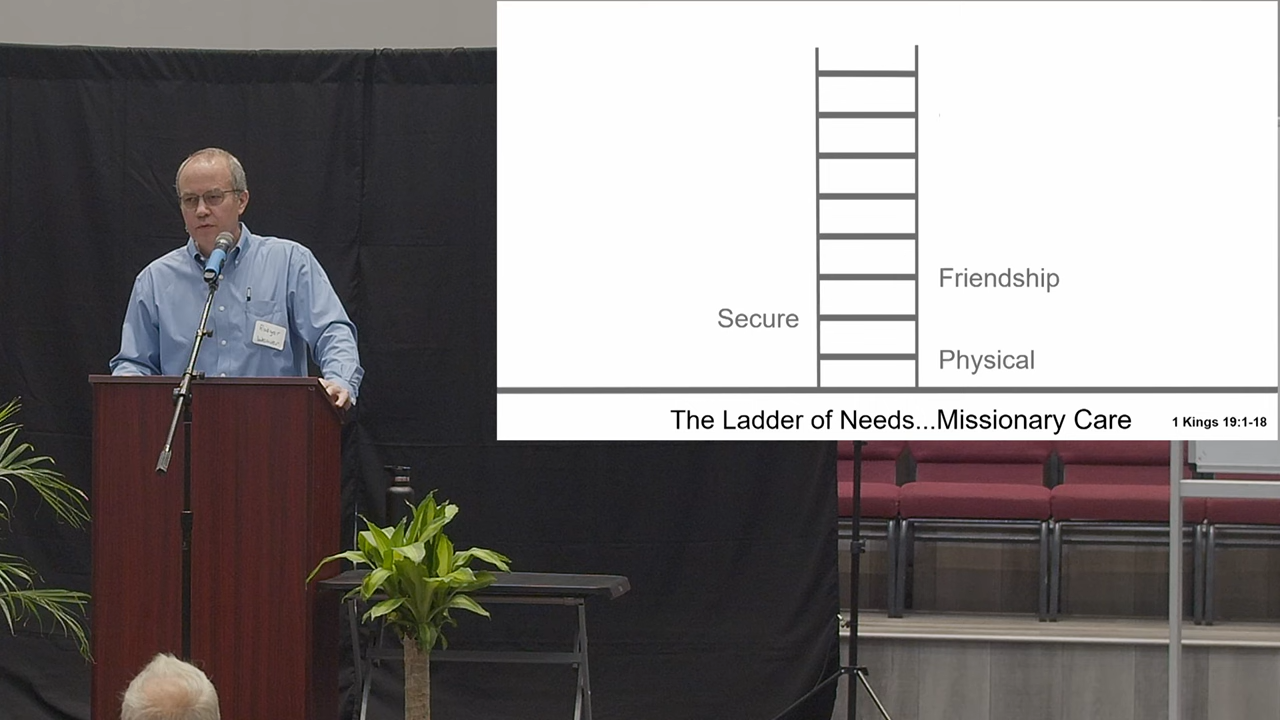 Friendship
Secure
Physical
The Ladder of Needs...Missionary Care
1 Kings 19:1-18